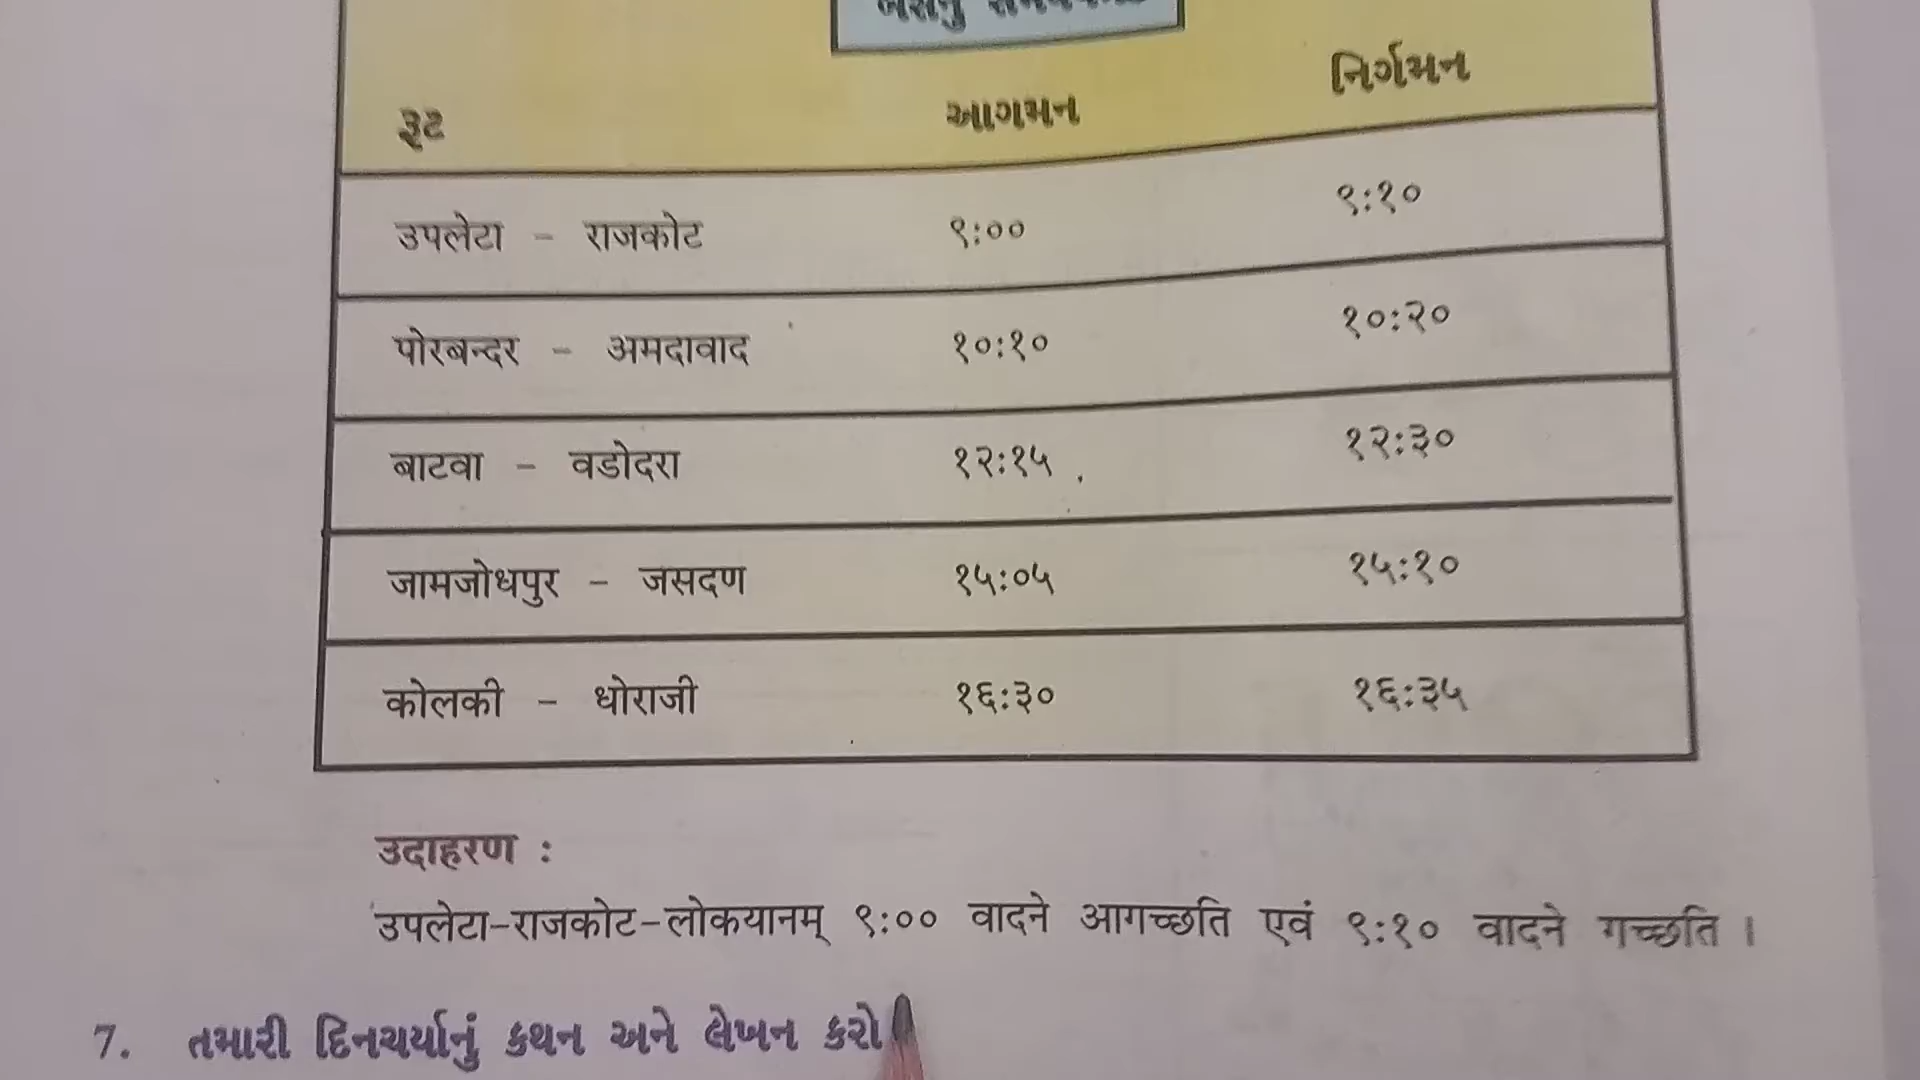 રૂટ આગમન નિર્ગમન
उपलेटा - राजकोट ९:०० ९:१०
पोरबन्दर - अमदावाद १०:१० १०:२०
बाटवा - वडोदरा १२:१५ १२:३०
जामजोधपुर - जसदण १५:०५ १५:१०
कोलकी - धोराजी १६:३० १६:३५
उदाहरण :
उपलेटा-राजकोट-लोकयानम् ९:०० वादने आगच्छति एवं ९:१० वादने गच्छति ।
7. તમારી દિનચર્યાનું કથન અને લેખન કરો